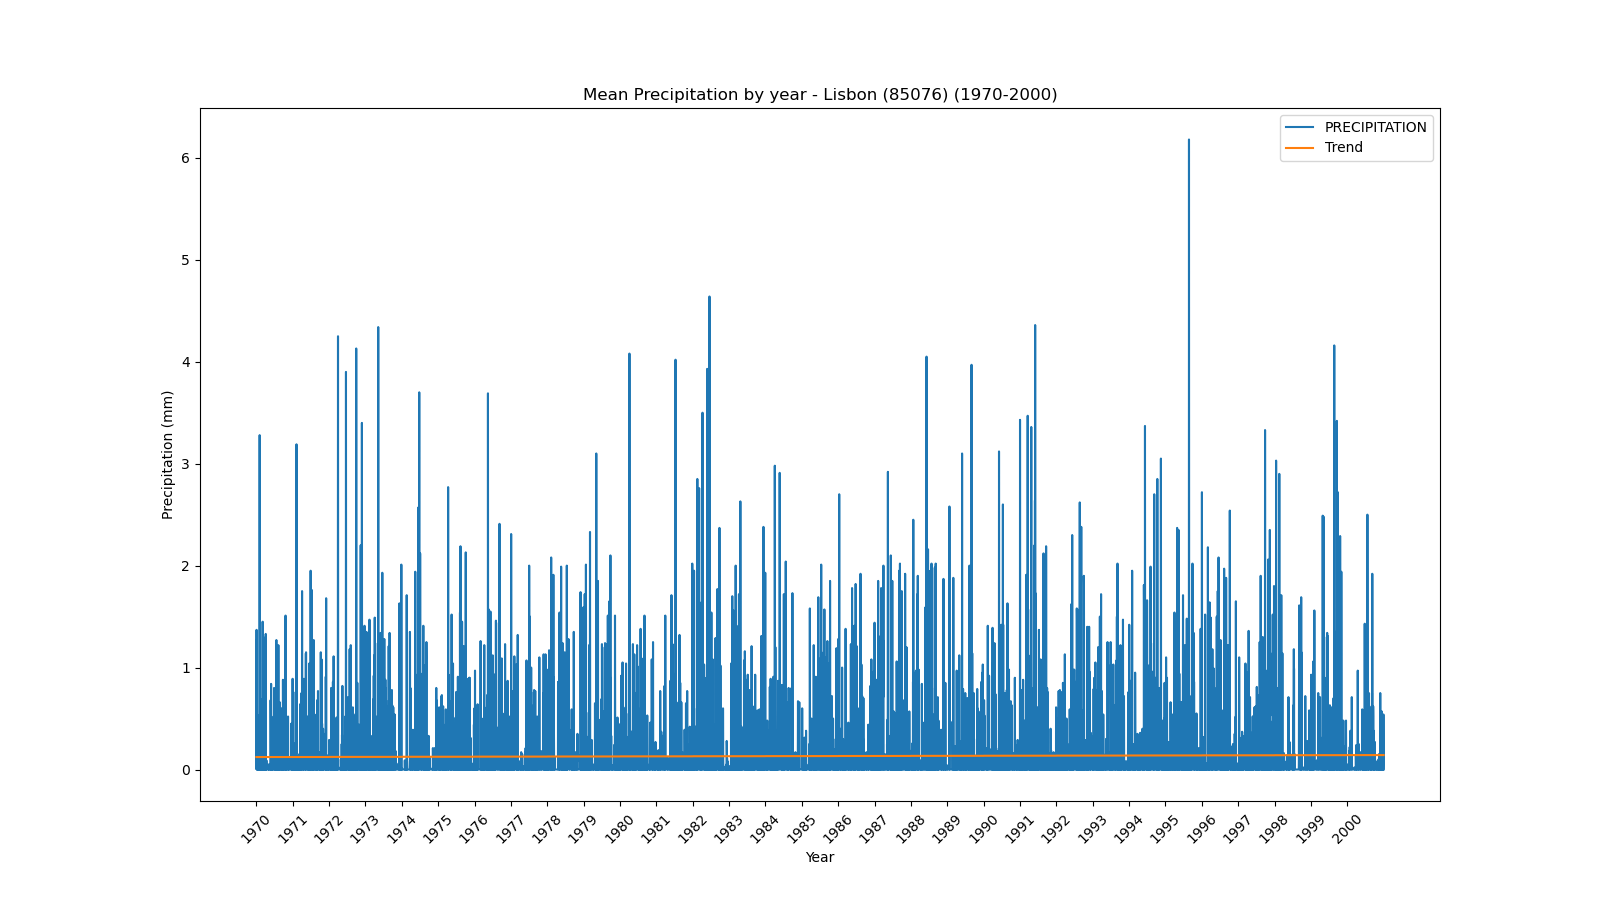 Mean Precipitation by year - Lisbon (85076) (1970-2000)
PRECIPITATION
Trend
6
5
4
3
2
1
0
Precipitation (mm)
1970 1971 1972 1973 1974 1975 1976 1977 1978 1979 1980 1981 1982 1983 1984 1985 1986 1987 1988 1989 1990 1991 1992 1993 1994 1995 1996 1997 1998 1999 2000
Year